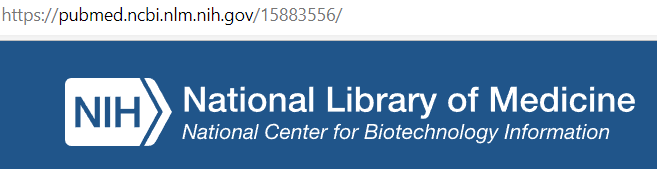 https://pubmed.ncbi.nlm.nih.gov/15883556/
NIH National Library of Medicine
National Center for Biotechnology Information